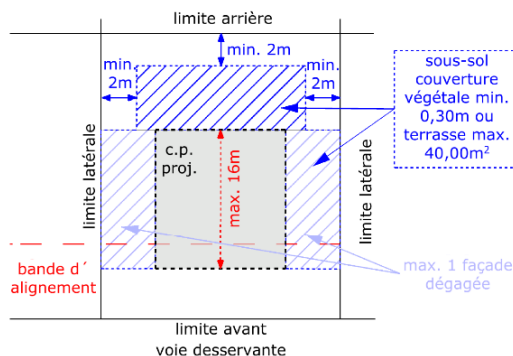 limite arrière
min. 2m
min.
2m
min.
2m
sous-sol
couverture
végétale min.
0,30m ou
terrasse max.
40,00m²
limite latérale
c.p.
proj.
max. 16m
limite latérale
bande d´
alignement
max. 1 façade
dégagée
limite avant
voie desservante